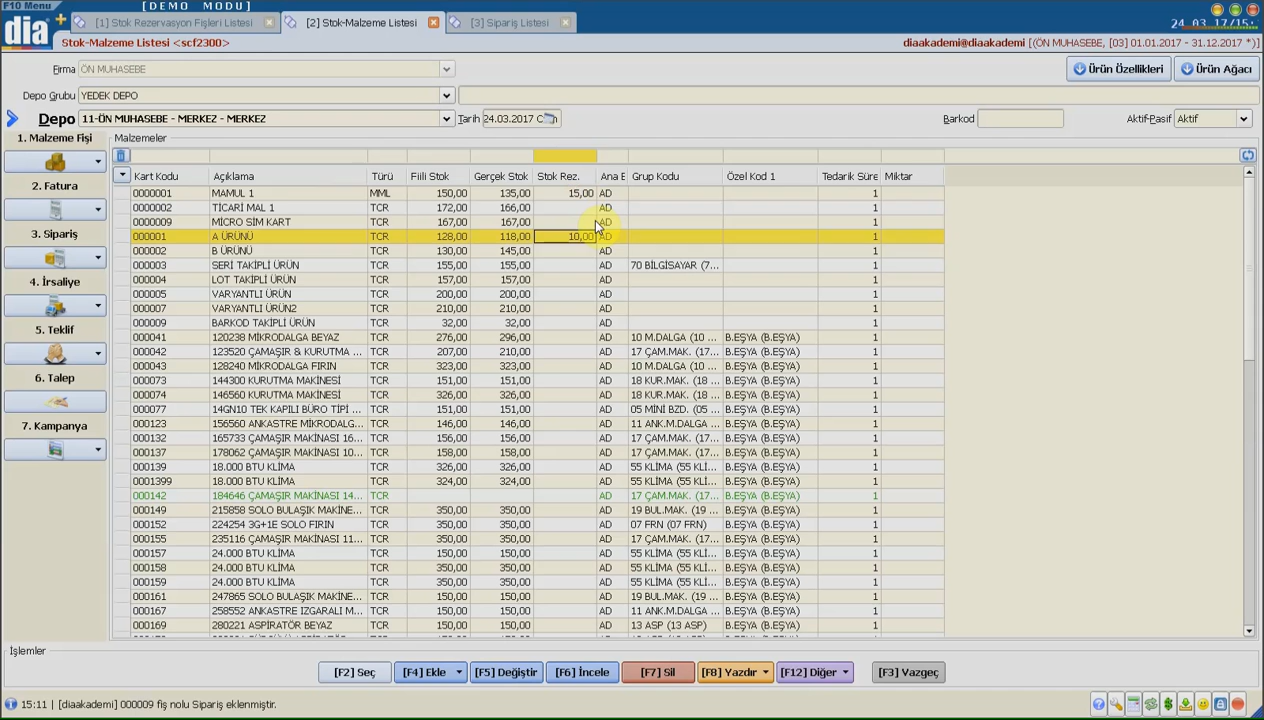 F10 Menu
[DEMO MODU]
dia
[1] Stok Rezervasyon Fişleri Listesi
[2] Stok-Malzeme Listesi
[3] Sipariş Listesi
24 03 17/15:
Stok-Malzeme Listesi <scf2300>
diaakademi@diaakademi [(ÖN MUHASEBE, [03] 01.01.2017 - 31.12.2017 *)]
Firma ÖN MUHASEBE
Ürün Özellikleri
Ürün Ağacı
Depo Grubu YEDEK DEPO
Depo 11-ÖN MUHASEBE - MERKEZ - MERKEZ
Tarih 24.03.2017
Barkod
Aktif-Pasif Aktif
1. Malzeme Fişi
2. Fatura
3. Sipariş
4. İrsaliye
5. Teklif
6. Talep
7. Kampanya
Malzemeler
Kart Kodu Açıklama Türü Fiili Stok Gerçek Stok Stok Rez. Ana E Grup Kodu Özel Kod 1 Tedarik Süre Miktar
0000001 MAMUL 1 MML 150,00 135,00 15,00 AD 1
0000002 TİCARİ MAL 1 TCR 172,00 166,00 AD 1
0000009 MICRO SİM KART TCR 167,00 167,00 AD 1
000001 A ÜRÜNÜ TCR 128,00 118,00 10,00 AD 1
000002 B ÜRÜNÜ TCR 130,00 145,00 AD 1
000003 SERİ TAKİPLİ ÜRÜN TCR 155,00 155,00 AD 70 BİLGİSAYAR (7... 1
000004 LOT TAKİPLİ ÜRÜN TCR 157,00 157,00 AD 1
000005 VARYANTLI ÜRÜN TCR 200,00 200,00 AD 1
000007 VARYANTLI ÜRÜN2 TCR 210,00 210,00 AD 1
000009 BARKOD TAKİPLİ ÜRÜN TCR 32,00 32,00 AD 1
000041 120238 MİKRODALGA BEYAZ TCR 276,00 296,00 AD 10 M.DALGA (10 ... B.EŞYA (B.EŞYA) 1
000042 123520 ÇAMAŞIR & KURUTMA ... TCR 207,00 210,00 AD 17 ÇAM.MAK. (17... B.EŞYA (B.EŞYA) 1
000043 128240 MİKRODALGA FIRIN TCR 323,00 323,00 AD 10 M.DALGA (10 ... B.EŞYA (B.EŞYA) 1
000073 144300 KURUTMA MAKİNESİ TCR 151,00 151,00 AD 18 KUR.MAK. (18 ... B.EŞYA (B.EŞYA) 1
000074 146560 KURUTMA MAKİNESİ TCR 326,00 326,00 AD 18 KUR.MAK. (18 ... B.EŞYA (B.EŞYA) 1
000077 14GN10 TEK KAPILI BÜRO TİPİ ... TCR 151,00 151,00 AD 05 MİNİ BZD. (05 ... B.EŞYA (B.EŞYA) 1
000123 156560 ANKASTRE MİKRODALG... TCR 146,00 146,00 AD 11 ANK.M.DALGA ... B.EŞYA (B.EŞYA) 1
000132 165733 ÇAMAŞIR MAKİNASI 16... TCR 156,00 156,00 AD 17 ÇAM.MAK. (17... B.EŞYA (B.EŞYA) 1
000137 178062 ÇAMAŞIR MAKİNASI 10... TCR 158,00 158,00 AD 17 ÇAM.MAK. (17... B.EŞYA (B.EŞYA) 1
000139 18.000 BTU KLİMA TCR 326,00 326,00 AD 55 KLİMA (55 KLİ... B.EŞYA (B.EŞYA) 1
0001399 18.000 BTU KLİMA TCR 324,00 324,00 AD 55 KLİMA (55 KLİ... B.EŞYA (B.EŞYA) 1
000142 184646 ÇAMAŞIR MAKİNASI 14... TCR AD 17 ÇAM.MAK. (17... B.EŞYA (B.EŞYA) 1
000149 215858 SOLO BULAŞIK MAKİNE... TCR 350,00 350,00 AD 19 BUL.MAK. (19 ... B.EŞYA (B.EŞYA) 1
000152 224254 3G+1E SOLO FIRIN TCR 350,00 350,00 AD 07 FRN (07 FRN) B.EŞYA (B.EŞYA) 1
000155 235116 ÇAMAŞIR MAKİNASI 11... TCR 350,00 350,00 AD 17 ÇAM.MAK. (17... B.EŞYA (B.EŞYA) 1
000157 24.000 BTU KLİMA TCR 150,00 150,00 AD 55 KLİMA (55 KLİ... B.EŞYA (B.EŞYA) 1
000158 24.000 BTU KLİMA TCR 350,00 350,00 AD 55 KLİMA (55 KLİ... B.EŞYA (B.EŞYA) 1
000159 24.000 BTU KLİMA TCR 350,00 350,00 AD 55 KLİMA (55 KLİ... B.EŞYA (B.EŞYA) 1
000161 247865 SOLO BULAŞIK MAKİNE... TCR 150,00 150,00 AD 19 BUL.MAK. (19 ... B.EŞYA (B.EŞYA) 1
000167 258552 ANKASTRE IZGARALI M... TCR 350,00 350,00 AD 11 ANK.M.DALGA ... B.EŞYA (B.EŞYA) 1
000169 280221 ASPİRATÖR BEYAZ TCR 350,00 350,00 AD 13 ASP (13 ASP) B.EŞYA (B.EŞYA) 1
İşlemler
[F2] Seç
[F4] Ekle
[F5] Değiştir
[F6] İncele
[F7] Sil
[F8] Yazdır
[F12] Diğer
[F3] Vazgeç
15:11 | [diaakademi] 000009 fiş nolu Sipariş eklenmiştir.